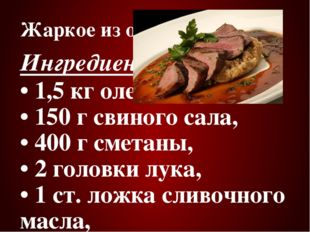 Жаркое из
Ингредиен
• 1,5 кг
• 150 г свиного сала,
• 400 г сметаны,
• 2 головки лука,
• 1 ст. ложка сливочного
масла,